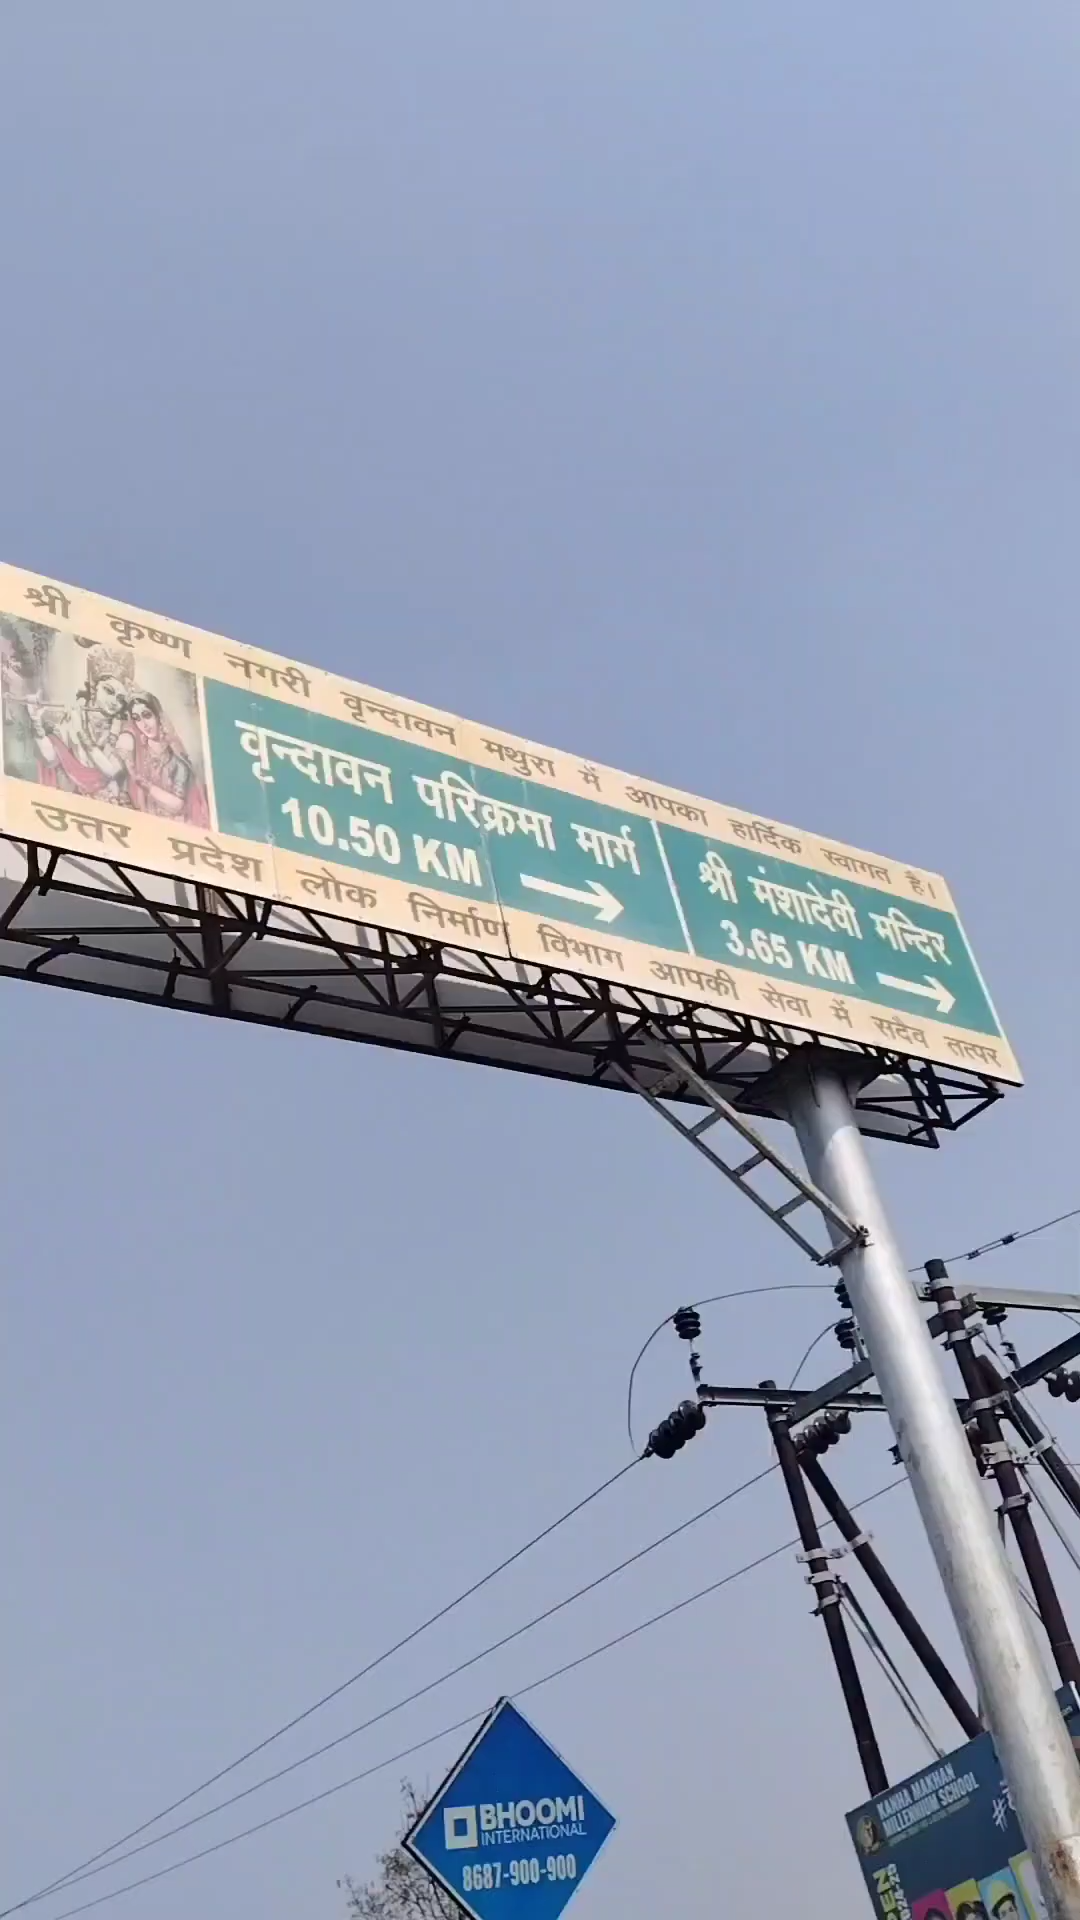 श्री कृष्ण नगरी वृन्दावन मथुरा में आपका हार्दिक स्वागत है।
वृन्दावन परिक्रमा मार्ग
10.50 KM →
श्री मंशादेवी मन्दिर
3.65 KM →
उत्तर प्रदेश लोक निर्माण विभाग आपकी सेवा में सदैव तत्पर
BHOOMI
INTERNATIONAL
8687-900-900
KANHA MAKHAN
MILLENNIUM SCHOOL